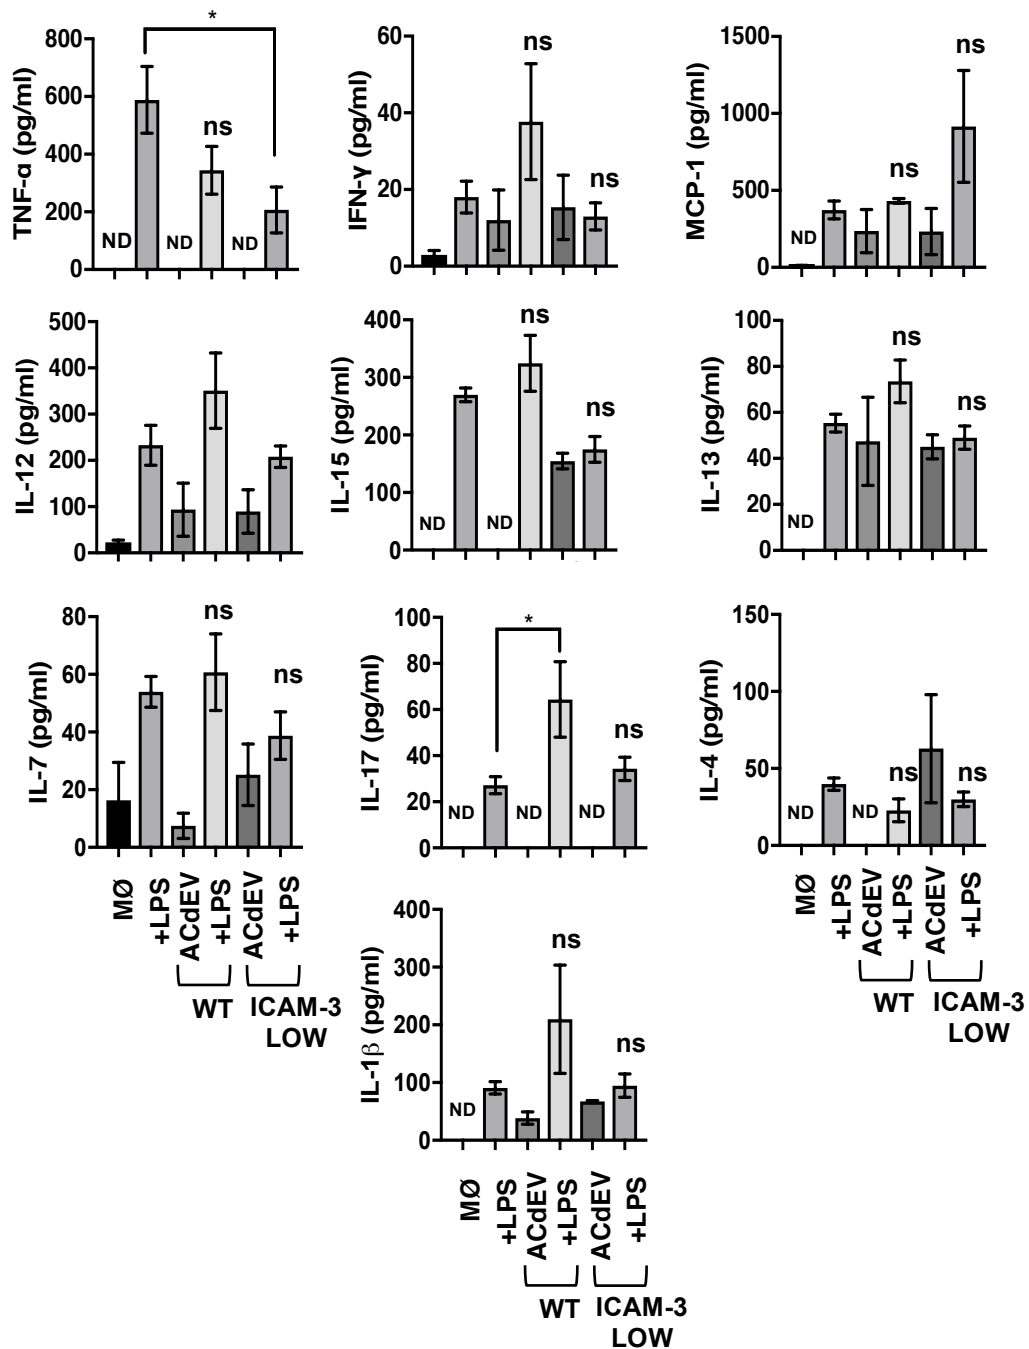 *
800
600
400
200
0
TNF-α (pg/ml)
ns
ND
ND
ND
60
40
20
0
IFN-γ (pg/ml)
ns
ns
1500
1000
500
0
MCP-1 (pg/ml)
ns
ns
ND
500
400
300
200
100
0
IL-12 (pg/ml)
400
300
200
100
0
IL-15 (pg/ml)
ns
ns
ND
ND
100
80
60
40
20
0
IL-13 (pg/ml)
ns
ns
ND
80
60
40
20
0
IL-7 (pg/ml)
ns
ns
MØ
+LPS
ACdEV
+LPS
ACdEV
+LPS
WT
ICAM-3
LOW
100
80
60
40
20
0
IL-17 (pg/ml)
*
ns
ND
ND
ND
150
100
50
0
IL-4 (pg/ml)
ns
ns
ND
ND
MØ
+LPS
ACdEV
+LPS
ACdEV
+LPS
WT
ICAM-3
LOW
400
300
200
100
0
IL-1β (pg/ml)
ns
ns
ND
MØ
+LPS
ACdEV
+LPS
ACdEV
+LPS
WT
ICAM-3
LOW